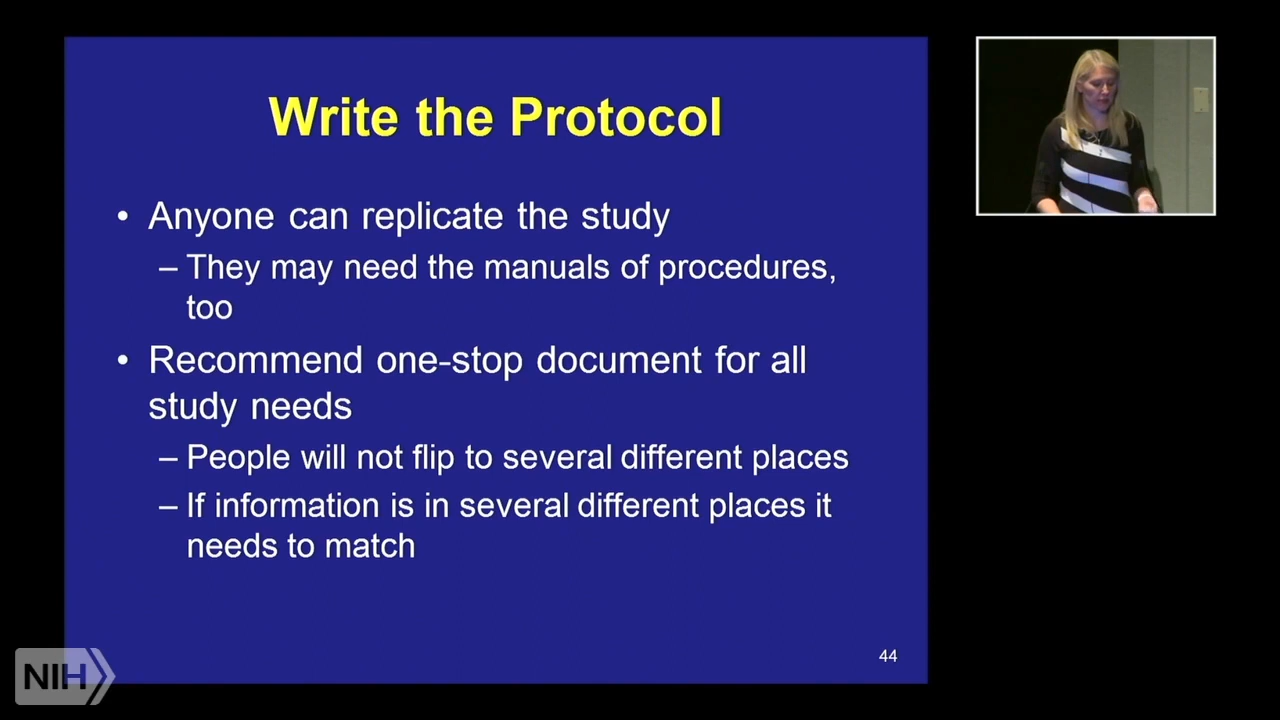 Write the Protocol
• Anyone can replicate the study
– They may need the manuals of procedures,
too
• Recommend one-stop document for all
study needs
– People will not flip to several different places
– If information is in several different places it
needs to match
44
NIH